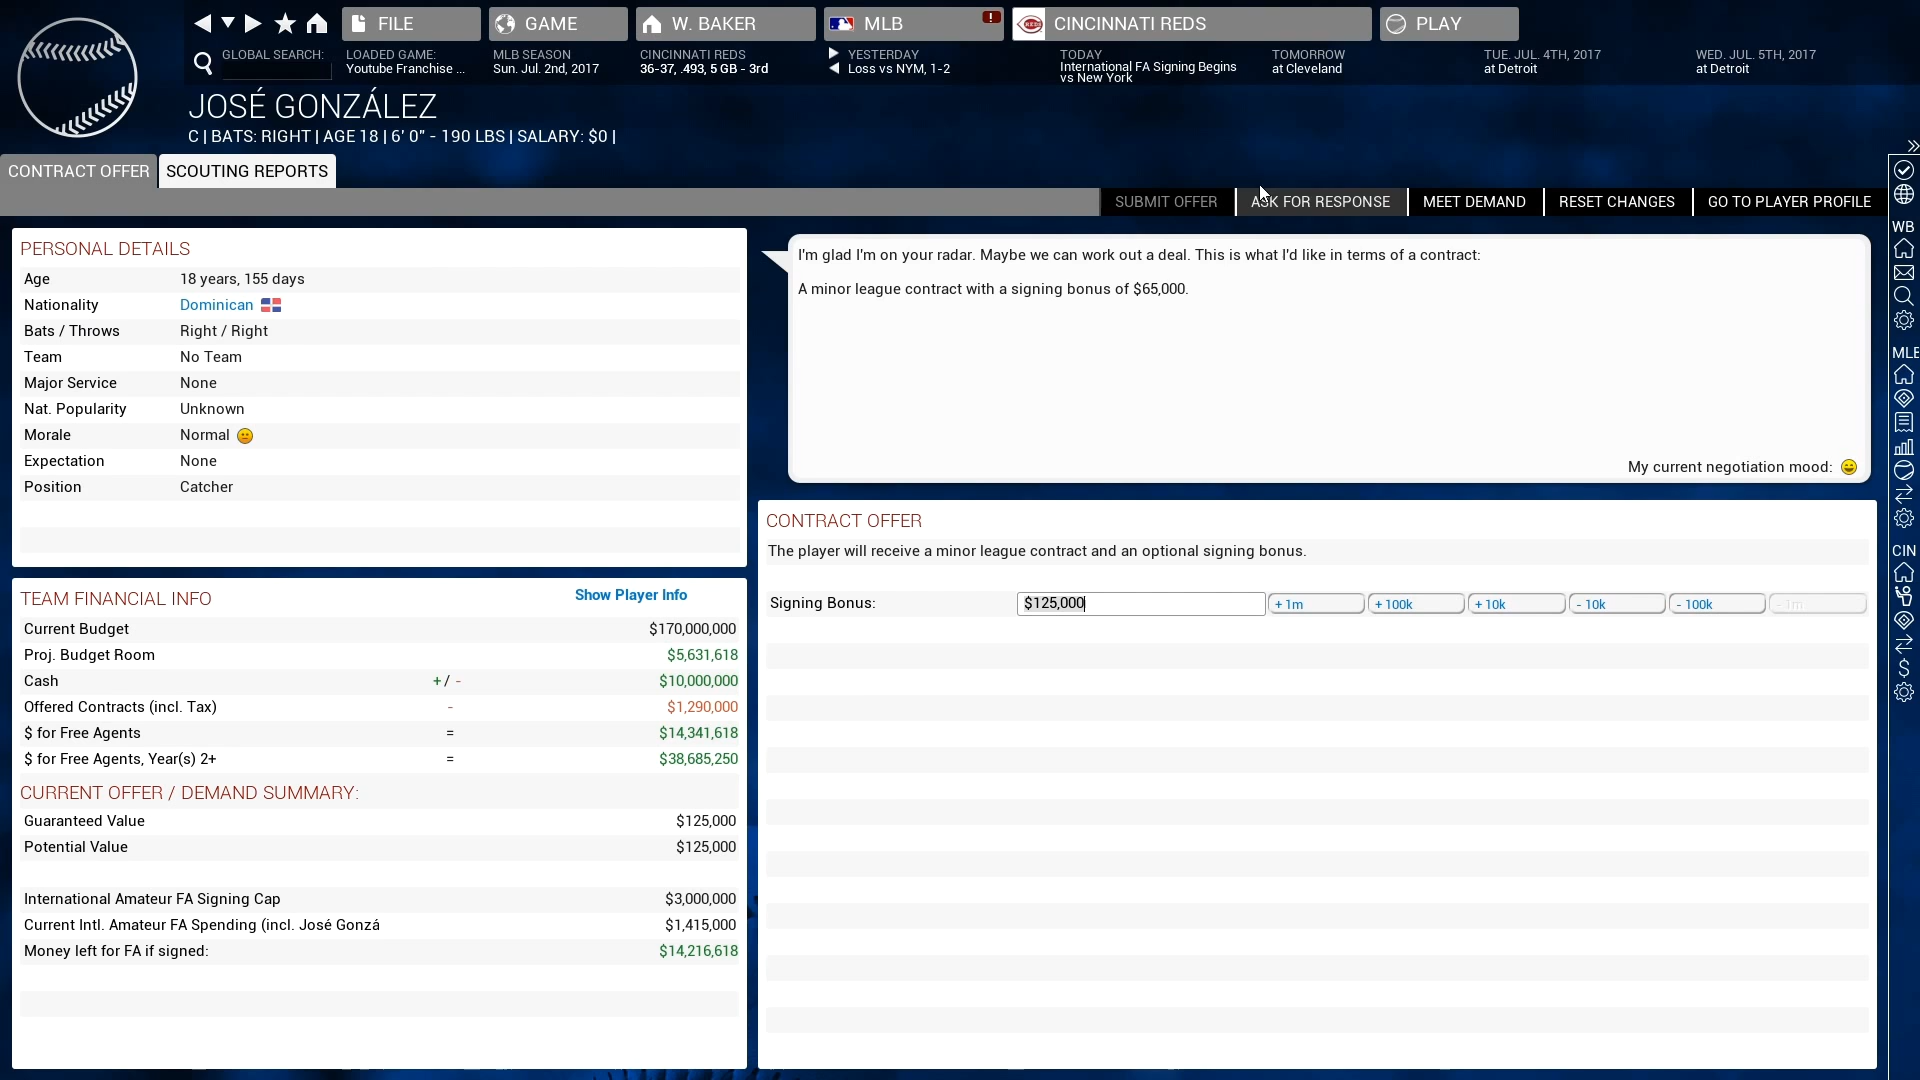 FILE
GAME
W. BAKER
MLB
!
REDS
CINCINNATI REDS
PLAY
GLOBAL SEARCH:
LOADED GAME:
Youtube Franchise ...
MLB SEASON
Sun. Jul. 2nd, 2017
CINCINNATI REDS
36-37, .493, 5 GB - 3rd
YESTERDAY
Loss vs NYM, 1-2
TODAY
International FA Signing Begins
vs New York
TOMORROW
at Cleveland
TUE. JUL. 4TH, 2017
at Detroit
WED. JUL. 5TH, 2017
at Detroit
JOSÉ GONZÁLEZ
C | BATS: RIGHT | AGE 18 | 6' 0" - 190 LBS | SALARY: $0 |
CONTRACT OFFER
SCOUTING REPORTS
SUBMIT OFFER
ASK FOR RESPONSE
MEET DEMAND
RESET CHANGES
GO TO PLAYER PROFILE
PERSONAL DETAILS
Age 18 years, 155 days
Nationality Dominican
Bats / Throws Right / Right
Team No Team
Major Service None
Nat. Popularity Unknown
Morale Normal
Expectation None
Position Catcher
I'm glad I'm on your radar. Maybe we can work out a deal. This is what I'd like in terms of a contract:
A minor league contract with a signing bonus of $65,000.
My current negotiation mood:
TEAM FINANCIAL INFO
Show Player Info
Current Budget $170,000,000
Proj. Budget Room $5,631,618
Cash + / - $10,000,000
Offered Contracts (incl. Tax) - $1,290,000
$ for Free Agents = $14,341,618
$ for Free Agents, Year(s) 2+ = $38,685,250
CURRENT OFFER / DEMAND SUMMARY:
Guaranteed Value $125,000
Potential Value $125,000
International Amateur FA Signing Cap $3,000,000
Current Intl. Amateur FA Spending (incl. José Gonzá $1,415,000
Money left for FA if signed: $14,216,618
CONTRACT OFFER
The player will receive a minor league contract and an optional signing bonus.
Signing Bonus: $125,000 + 1m + 100k + 10k - 10k - 100k - 1m
WB
MLE
CIN